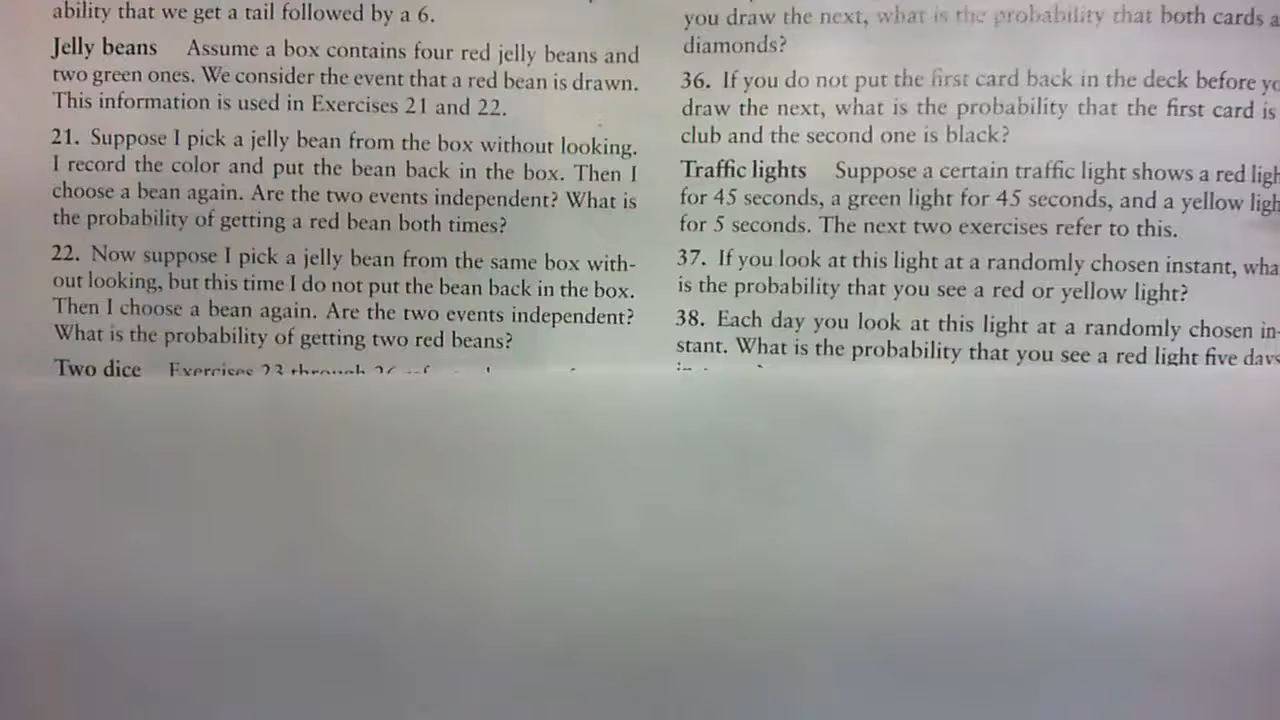 ability that we get a tail followed by a 6.
Jelly beans Assume a box contains four red jelly beans and
two green ones. We consider the event that a red bean is drawn.
This information is used in Exercises 21 and 22.
21. Suppose I pick a jelly bean from the box without looking.
I record the color and put the bean back in the box. Then I
choose a bean again. Are the two events independent? What is
the probability of getting a red bean both times?
22. Now suppose I pick a jelly bean from the same box with-
out looking, but this time I do not put the bean back in the box.
Then I choose a bean again. Are the two events independent?
What is the probability of getting two red beans?
Two dice Exercises 23 through
you draw the next, what is the probability that both cards a
diamonds?
36. If you do not put the first card back in the deck before yo
draw the next, what is the probability that the first card is
club and the second one is black?
Traffic lights Suppose a certain traffic light shows a red ligh
for 45 seconds, a green light for 45 seconds, and a yellow ligh
for 5 seconds. The next two exercises refer to this.
37. If you look at this light at a randomly chosen instant, wha
is the probability that you see a red or yellow light?
38. Each day you look at this light at a randomly chosen in-
stant. What is the probability that you see a red light five days